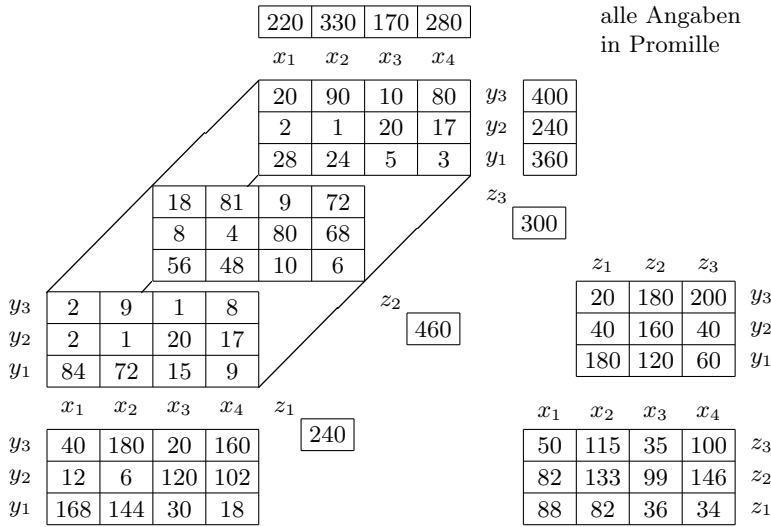 220 330 170 280 alle Angaben
in Promille
x1 x2 x3 x4
20 90 10 80 y3 400
2 1 20 17 y2 240
28 24 5 3 y1 360
18 81 9 72 z3
8 4 80 68 300
56 48 10 6
z1 z2 z3
y3 2 9 1 8 z2 20 180 200 y3
y2 2 1 20 17 460 40 160 40 y2
y1 84 72 15 9 180 120 60 y1
x1 x2 x3 x4 z1 x1 x2 x3 x4
y3 40 180 20 160 240 50 115 35 100 z3
y2 12 6 120 102 82 133 99 146 z2
y1 168 144 30 18 88 82 36 34 z1